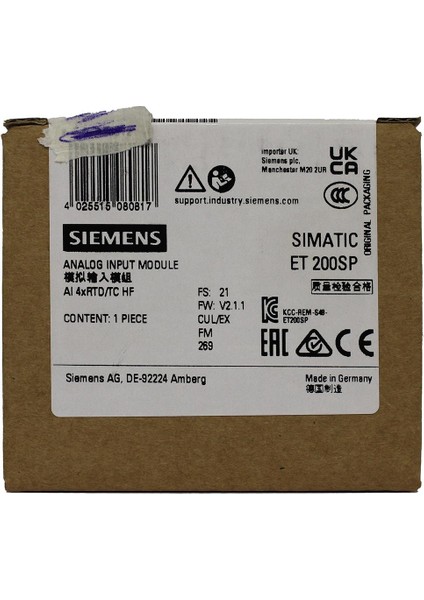 4 025515 080817
support.industry.siemens.com
Importer UK:
Siemens plc,
Manchester M20 2UR
UK
CA
CCC
ORIGINAL PACKAGING
SIEMENS
SIMATIC
ET 200SP
ANALOG INPUT MODULE
模拟输入模组
质量检验合格
AI 4xRTD/TC HF
FS: 21
FW: V2.1.1
CONTENT: 1 PIECE
CUL/EX
FM
269
KCC-REM-S49-
ET200SP
EAC
CE
Siemens AG, DE-92224 Amberg
Made in Germany
德国制造